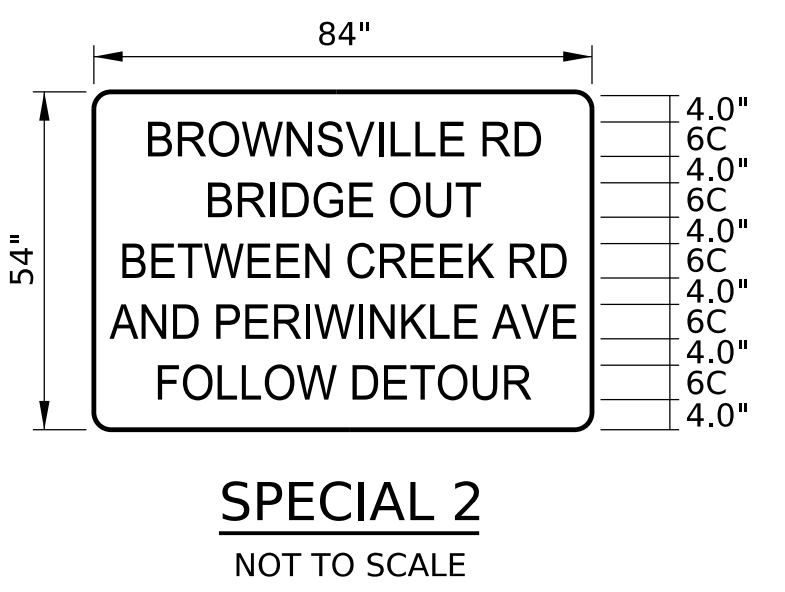 84"
54"
BROWNSVILLE RD
BRIDGE OUT
BETWEEN CREEK RD
AND PERIWINKLE AVE
FOLLOW DETOUR
4.0"
6C
4.0"
6C
4.0"
6C
4.0"
6C
4.0"
6C
4.0"
SPECIAL 2
NOT TO SCALE